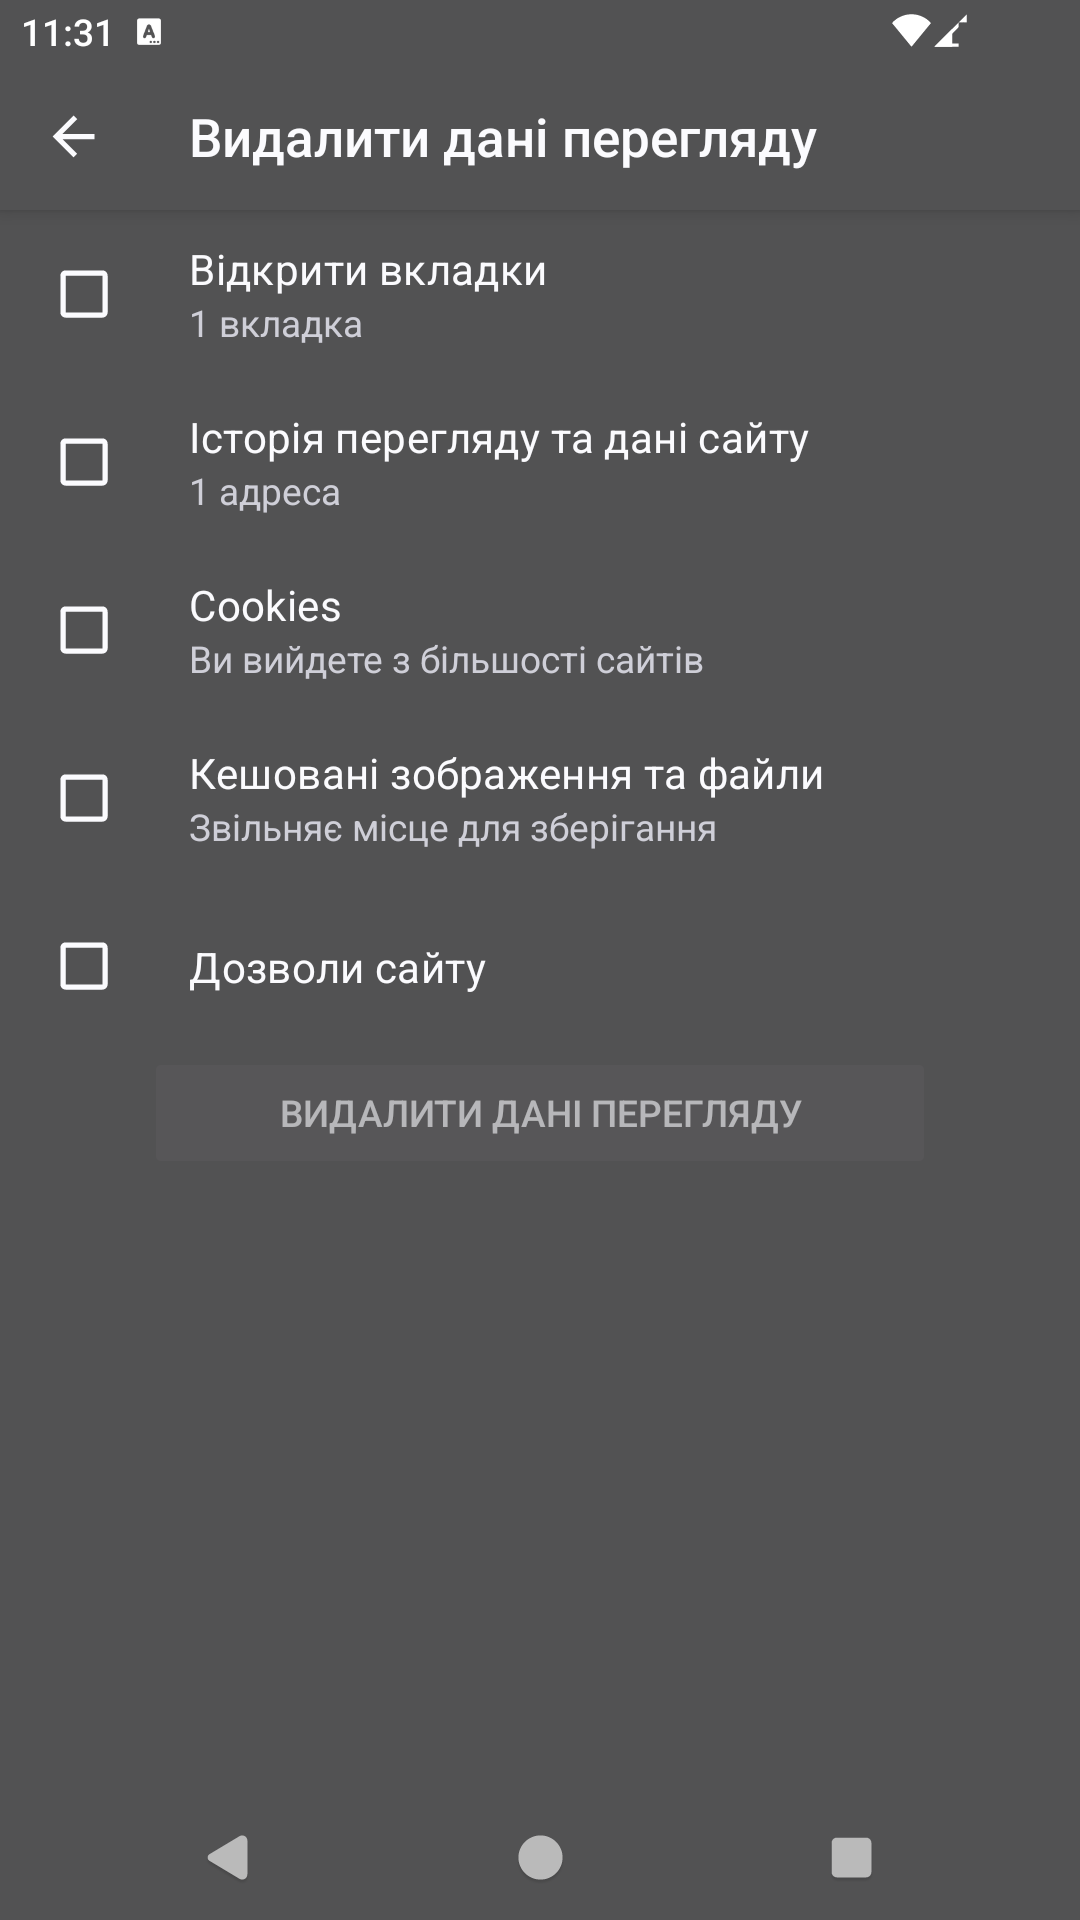 11:31
Видалити дані перегляду
Відкрити вкладки
1 вкладка
Історія перегляду та дані сайту
1 адреса
Cookies
Ви вийдете з більшості сайтів
Кешовані зображення та файли
Звільняє місце для зберігання
Дозволи сайту
ВИДАЛИТИ ДАНІ ПЕРЕГЛЯДУ